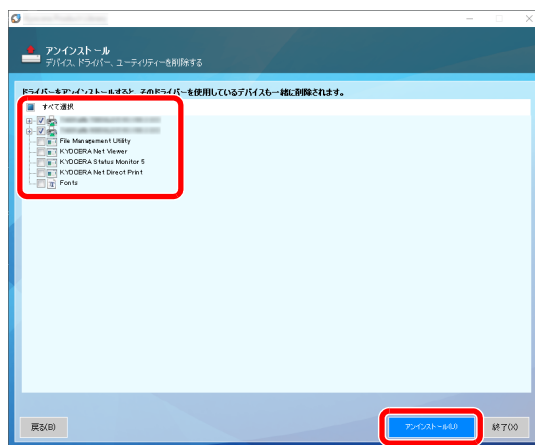 アンインストール
デバイス、ドライバー、ユーティリティーを削除する
ドライバーをアンインストールすると、そのドライバーを使用しているデバイスも一緒に削除されます。
すべて選択
File Management Utility
KYOCERA Net Viewer
KYOCERA Status Monitor 5
KYOCERA Net Direct Print
Fonts
戻る(B)
アンインストール(U)
終了(X)